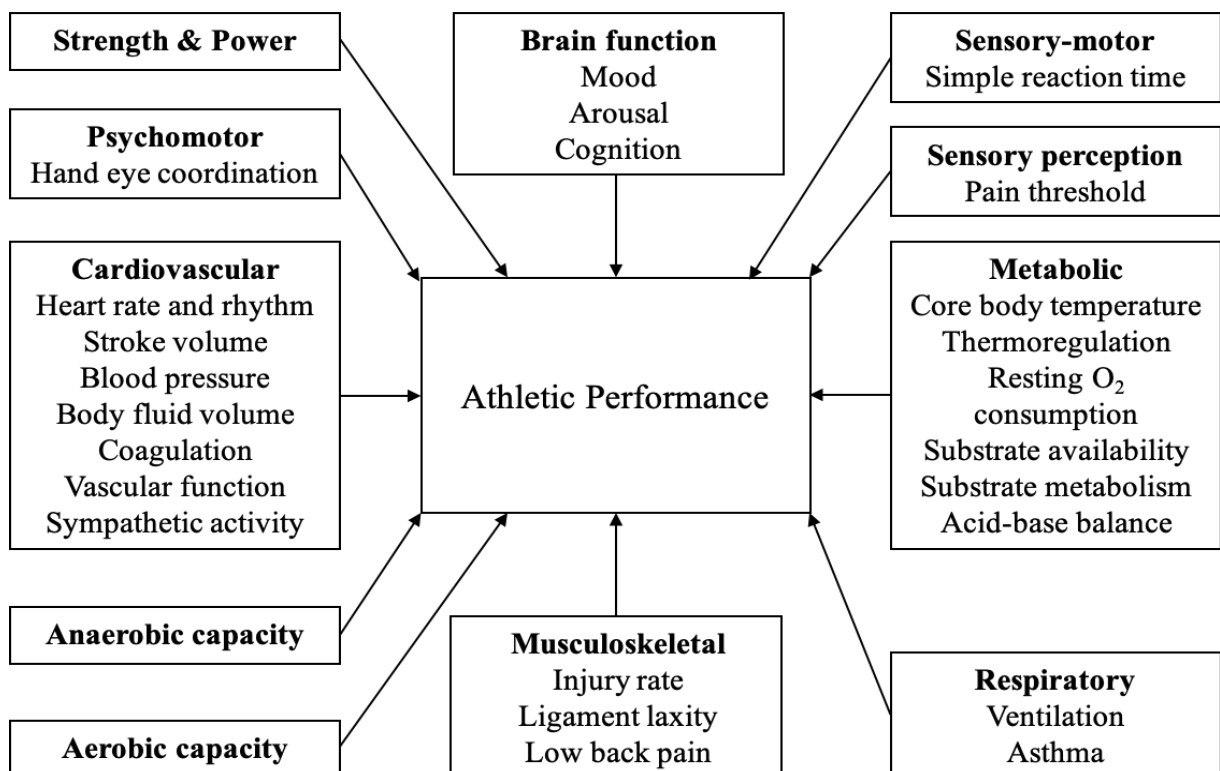 Strength & Power
Psychomotor
Hand eye coordination
Cardiovascular
Heart rate and rhythm
Stroke volume
Blood pressure
Body fluid volume
Coagulation
Vascular function
Sympathetic activity
Anaerobic capacity
Aerobic capacity
Brain function
Mood
Arousal
Cognition
Athletic Performance
Musculoskeletal
Injury rate
Ligament laxity
Low back pain
Sensory-motor
Simple reaction time
Sensory perception
Pain threshold
Metabolic
Core body temperature
Thermoregulation
Resting O₂
consumption
Substrate availability
Substrate metabolism
Acid-base balance
Respiratory
Ventilation
Asthma